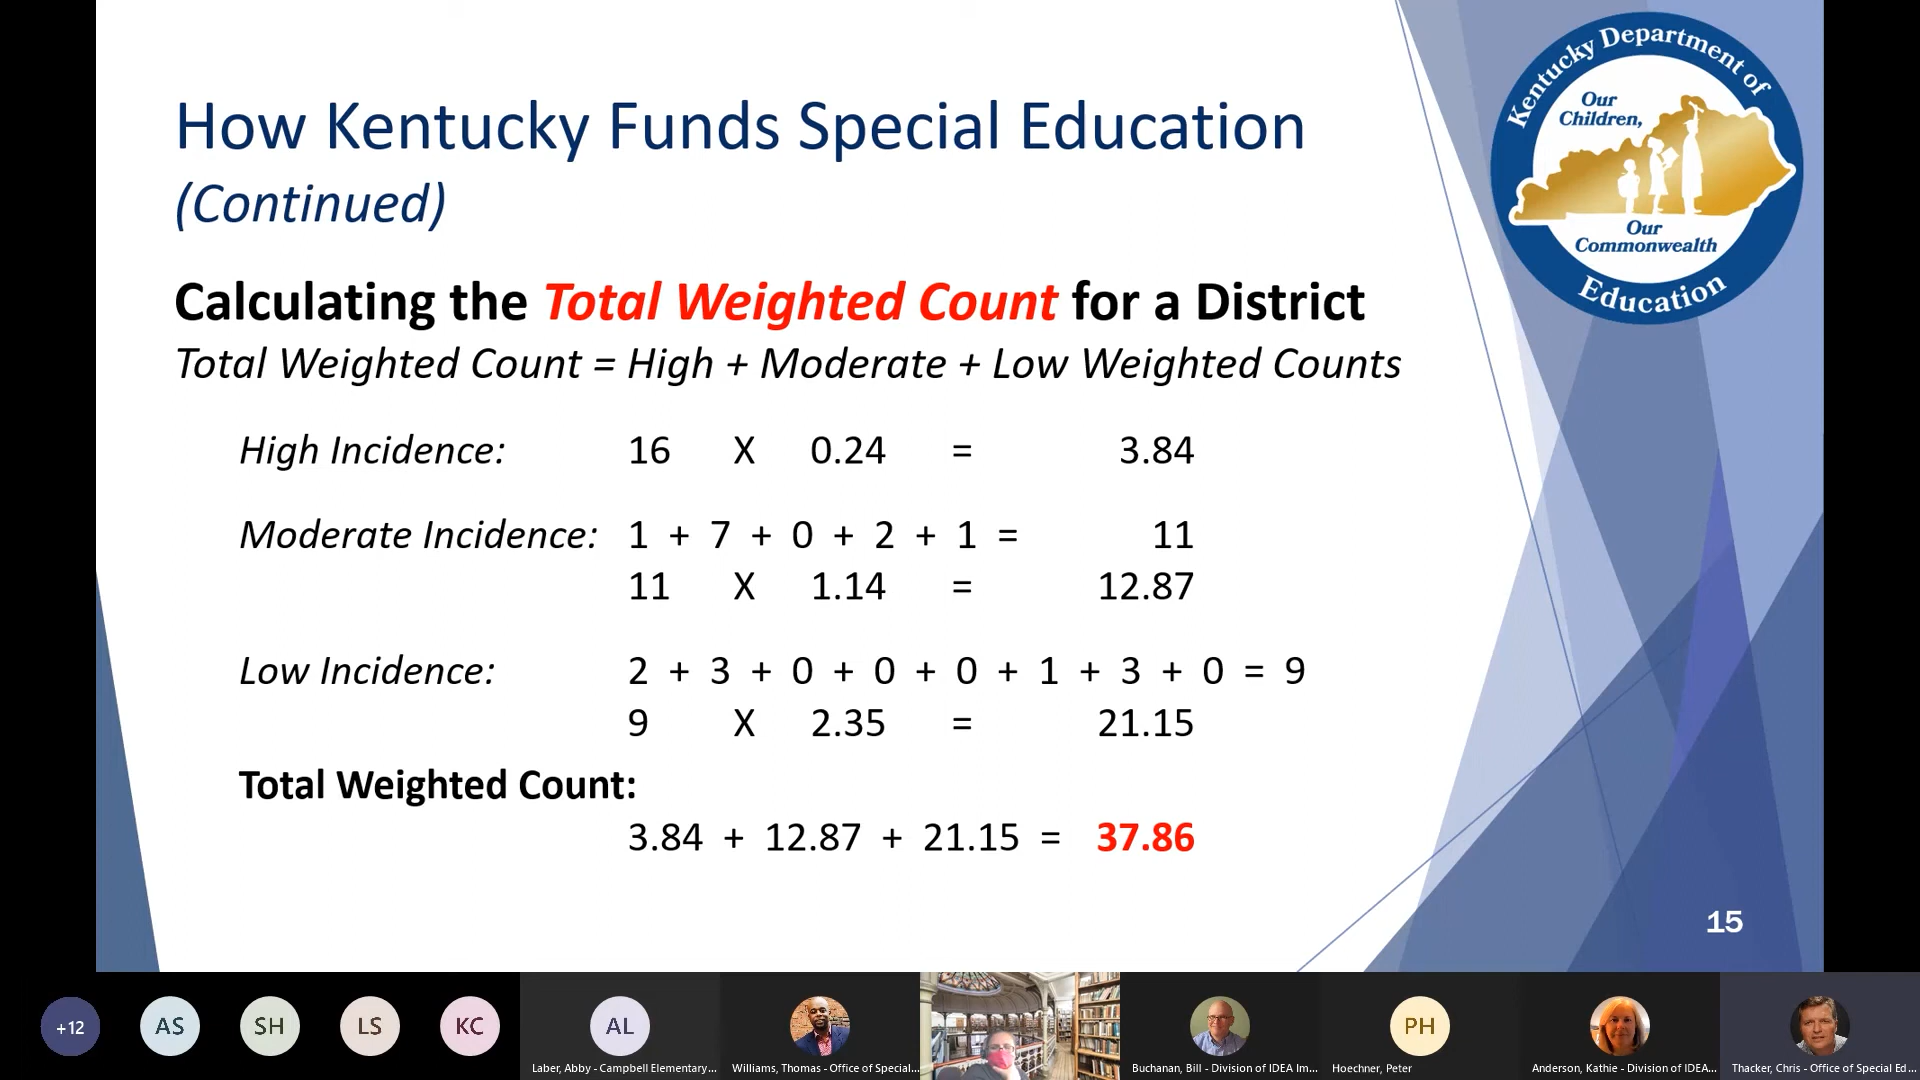 How Kentucky Funds Special Education
(Continued)
Kentucky Department of
Our
Children,
Our
Commonwealth
Education
Calculating the Total Weighted Count for a District
Total Weighted Count = High + Moderate + Low Weighted Counts
High Incidence: 16 X 0.24 = 3.84
Moderate Incidence: 1 + 7 + 0 + 2 + 1 = 11
11 X 1.14 = 12.87
Low Incidence: 2 + 3 + 0 + 0 + 0 + 1 + 3 + 0 = 9
9 X 2.35 = 21.15
Total Weighted Count:
3.84 + 12.87 + 21.15 = 37.86
15
+12 AS SH LS KC AL PH
Laber, Abby - Campbell Elementary... Williams, Thomas - Office of Special... Buchanan, Bill - Division of IDEA Im... Hoechner, Peter Anderson, Kathie - Division of IDEA... Thacker, Chris - Office of Special Ed ...